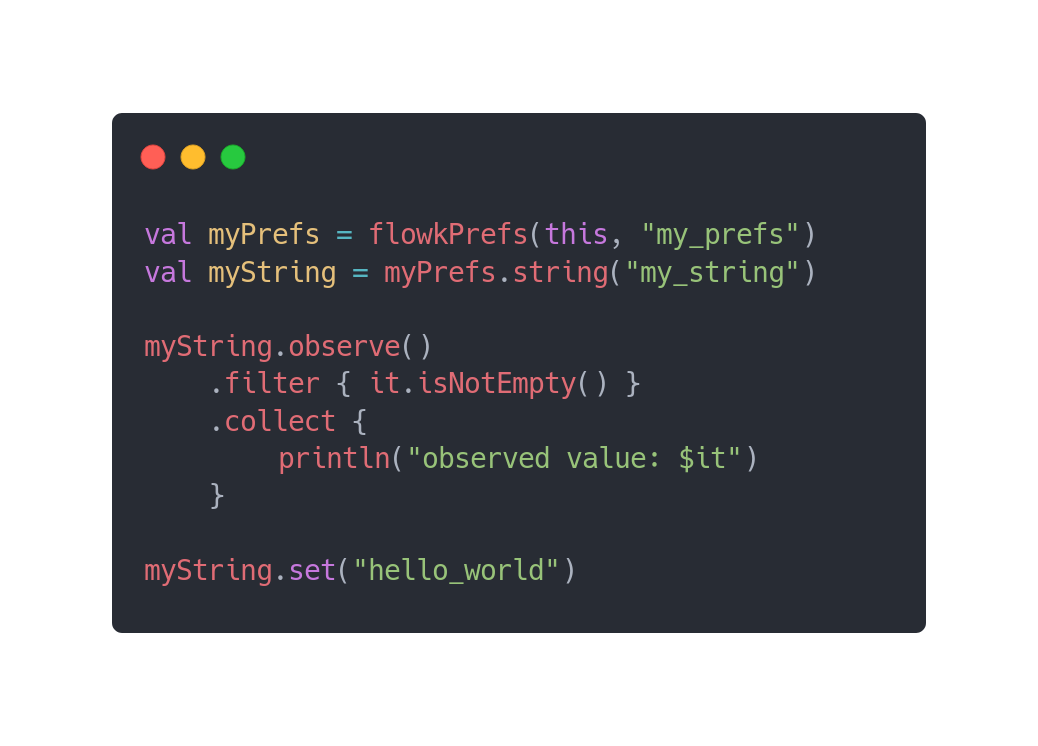 val myPrefs = flowkPrefs(this, "my_prefs")
val myString = myPrefs.string("my_string")
myString.observe()
    .filter { it.isNotEmpty() }
    .collect {
        println("observed value: $it")
    }
myString.set("hello_world")